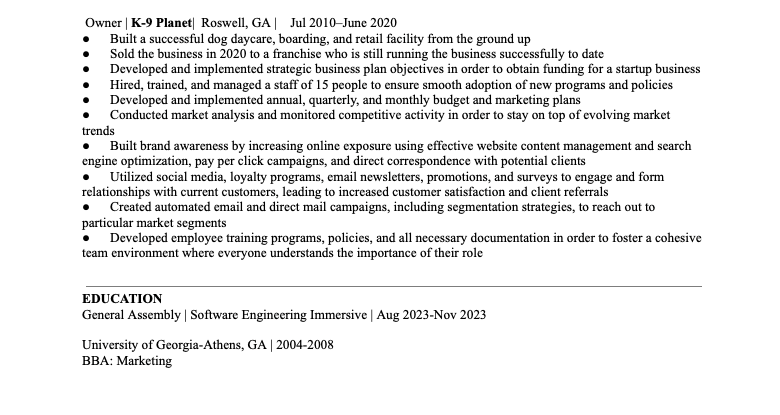 Owner | K-9 Planet| Roswell, GA | Jul 2010–June 2020
● Built a successful dog daycare, boarding, and retail facility from the ground up
● Sold the business in 2020 to a franchise who is still running the business successfully to date
● Developed and implemented strategic business plan objectives in order to obtain funding for a startup business
● Hired, trained, and managed a staff of 15 people to ensure smooth adoption of new programs and policies
● Developed and implemented annual, quarterly, and monthly budget and marketing plans
● Conducted market analysis and monitored competitive activity in order to stay on top of evolving market
trends
● Built brand awareness by increasing online exposure using effective website content management and search
engine optimization, pay per click campaigns, and direct correspondence with potential clients
● Utilized social media, loyalty programs, email newsletters, promotions, and surveys to engage and form
relationships with current customers, leading to increased customer satisfaction and client referrals
● Created automated email and direct mail campaigns, including segmentation strategies, to reach out to
particular market segments
● Developed employee training programs, policies, and all necessary documentation in order to foster a cohesive
team environment where everyone understands the importance of their role
EDUCATION
General Assembly | Software Engineering Immersive | Aug 2023-Nov 2023
University of Georgia-Athens, GA | 2004-2008
BBA: Marketing